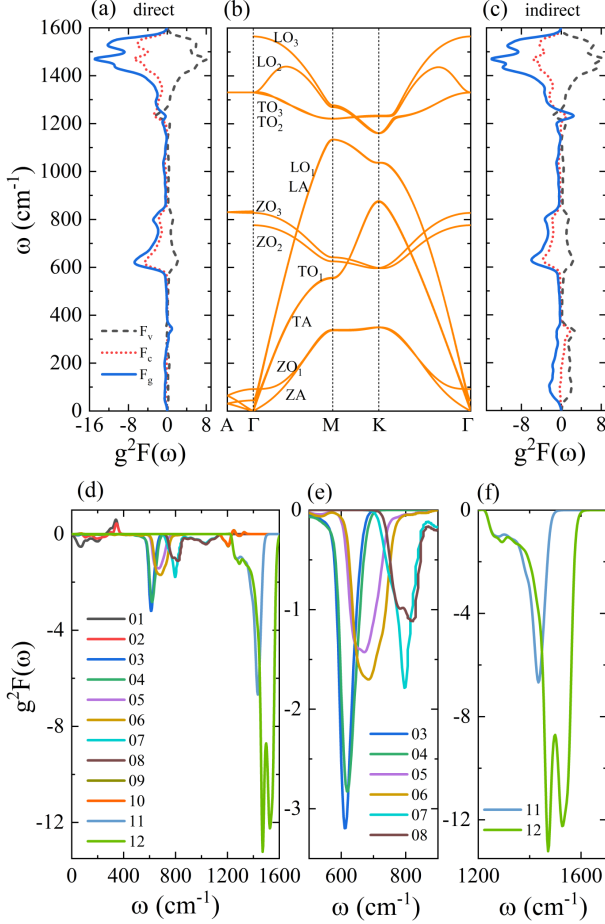 (a) direct
(b)
(c) indirect
1600
1400
1200
1000
800
600
400
200
0
ω (cm-1)
Fv
Fc
Fg
-16 -8 0 8
g2F(ω)
LO3
LO2
TO3
TO2
LO1
LA
ZO3
ZO2
TO1
TA
ZO1
ZA
A Γ M K Γ
-16 -8 0 8
g2F(ω)
(d)
(e)
(f)
0
-4
-8
-12
g2F(ω)
01
02
03
04
05
06
07
08
09
10
11
12
0 400 800 1200 1600
ω (cm-1)
0
-1
-2
-3
03
04
05
06
07
08
600 800
ω (cm-1)
0
-4
-8
-12
11
12
1200 1600
ω (cm-1)